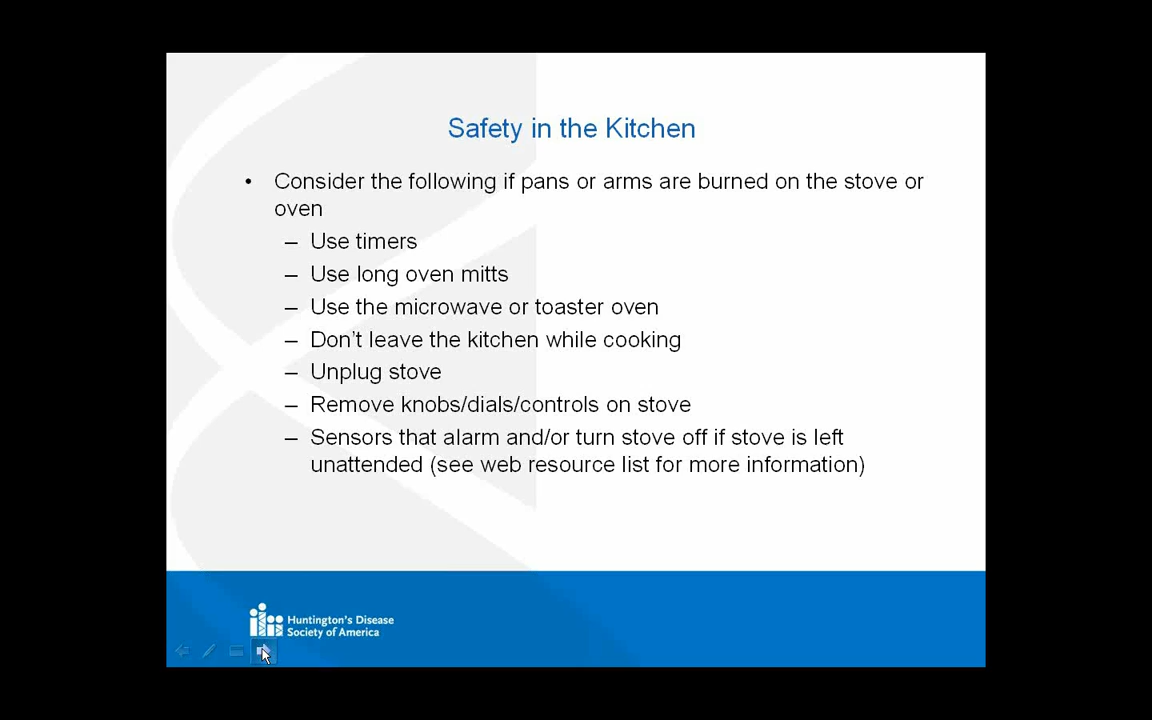 Safety in the Kitchen
• Consider the following if pans or arms are burned on the stove or
oven
– Use timers
– Use long oven mitts
– Use the microwave or toaster oven
– Don’t leave the kitchen while cooking
– Unplug stove
– Remove knobs/dials/controls on stove
– Sensors that alarm and/or turn stove off if stove is left
unattended (see web resource list for more information)
Huntington’s Disease
Society of America